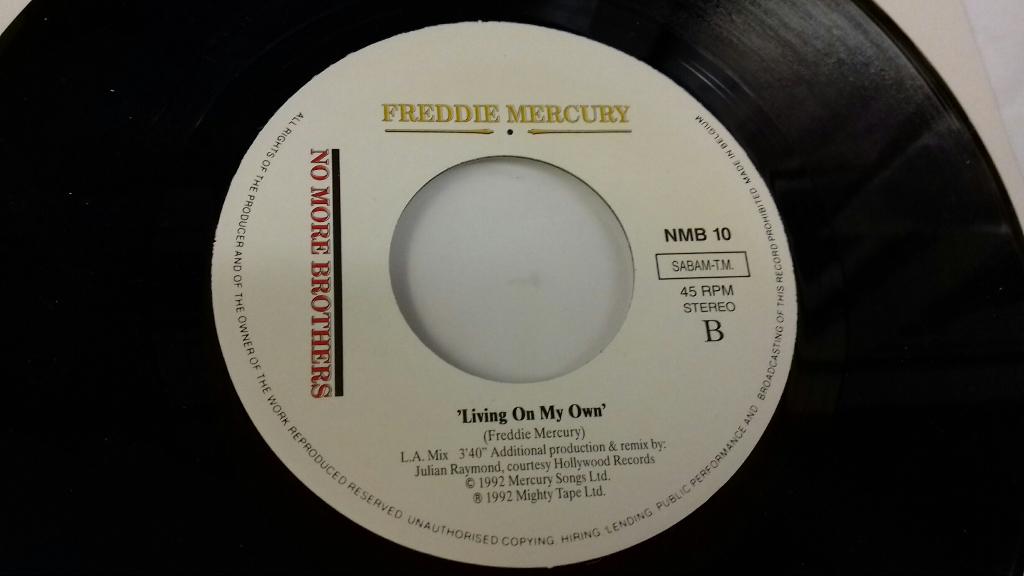 FREDDIE MERCURY
NO MORE BROTHERS
NMB 10
SABAM-T.M.
45 RPM
STEREO
B
'Living On My Own'
(Freddie Mercury)
L.A. Mix 3'40" Additional production & remix by:
Julian Raymond, courtesy Hollywood Records
© 1992 Mercury Songs Ltd.
℗ 1992 Mighty Tape Ltd.
ALL RIGHTS OF THE PRODUCER AND OF THE OWNER OF THE WORK REPRODUCED RESERVED. UNAUTHORISED COPYING, HIRING, LENDING, PUBLIC PERFORMANCE AND BROADCASTING OF THIS RECORD PROHIBITED MADE IN BELGIUM